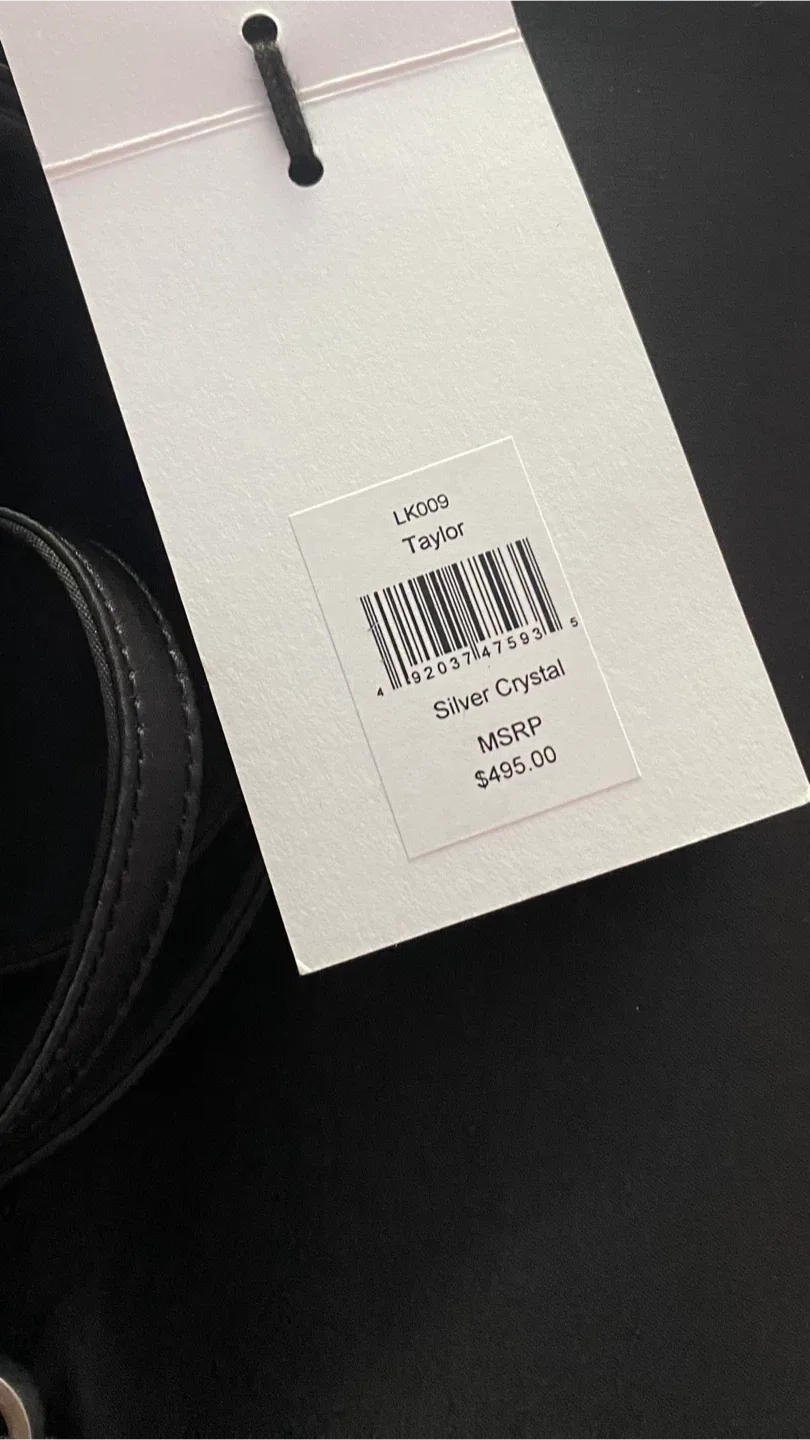 LK009
Taylor
4 92037 47593 5
Silver Crystal
MSRP
$495.00